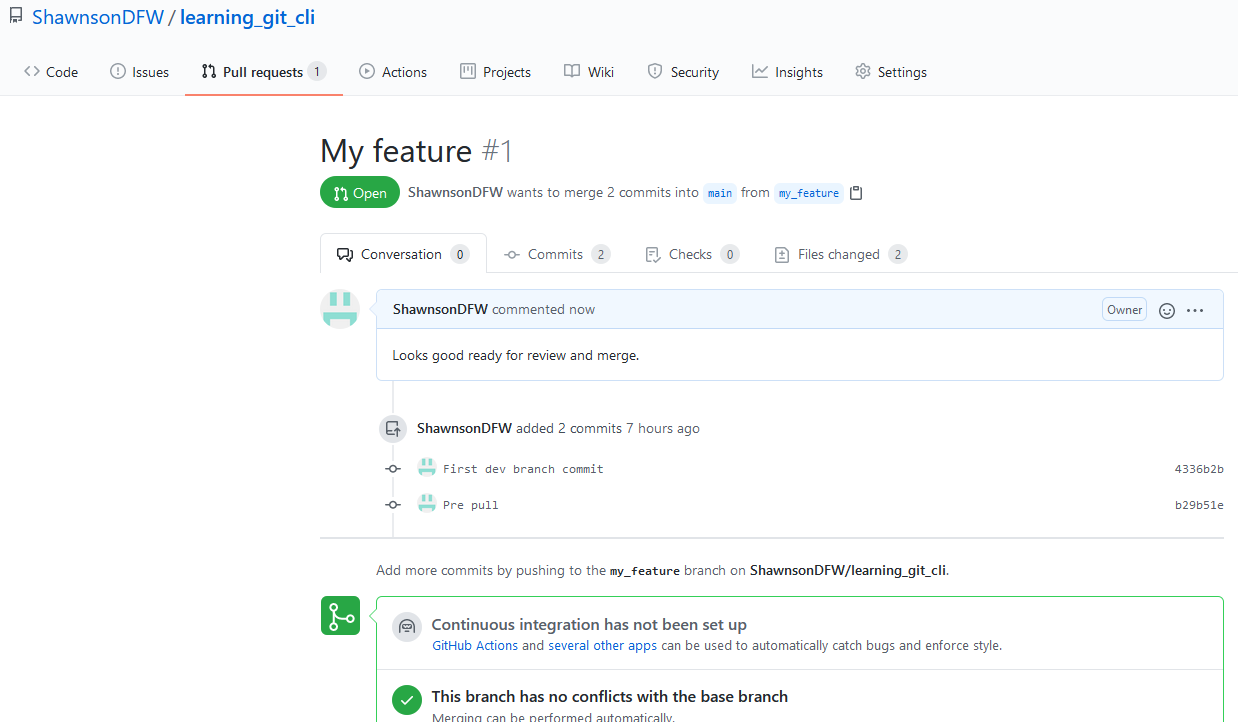 ShawnsonDFW / learning_git_cli
Code Issues Pull requests 1 Actions Projects Wiki Security Insights Settings
My feature #1
Open ShawnsonDFW wants to merge 2 commits into main from my_feature
Conversation 0 Commits 2 Checks 0 Files changed 2
ShawnsonDFW commented now Owner
Looks good ready for review and merge.
ShawnsonDFW added 2 commits 7 hours ago
First dev branch commit 4336b2b
Pre pull b29b51e
Add more commits by pushing to the my_feature branch on ShawnsonDFW/learning_git_cli.
Continuous integration has not been set up
GitHub Actions and several other apps can be used to automatically catch bugs and enforce style.
This branch has no conflicts with the base branch
Merging can be performed automatically.